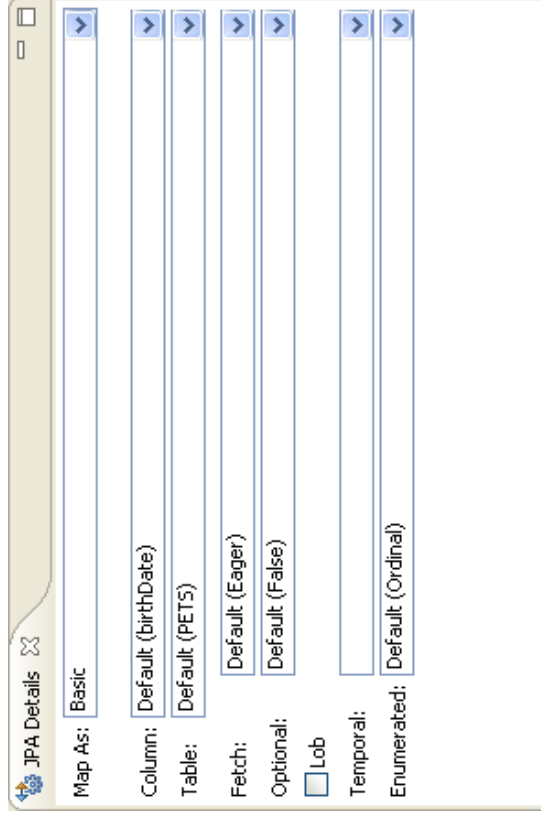 JPA Details
Map As: Basic
Column: Default (birthDate)
Table: Default (PETS)
Fetch: Default (Eager)
Optional: Default (False)
Lob
Temporal:
Enumerated: Default (Ordinal)